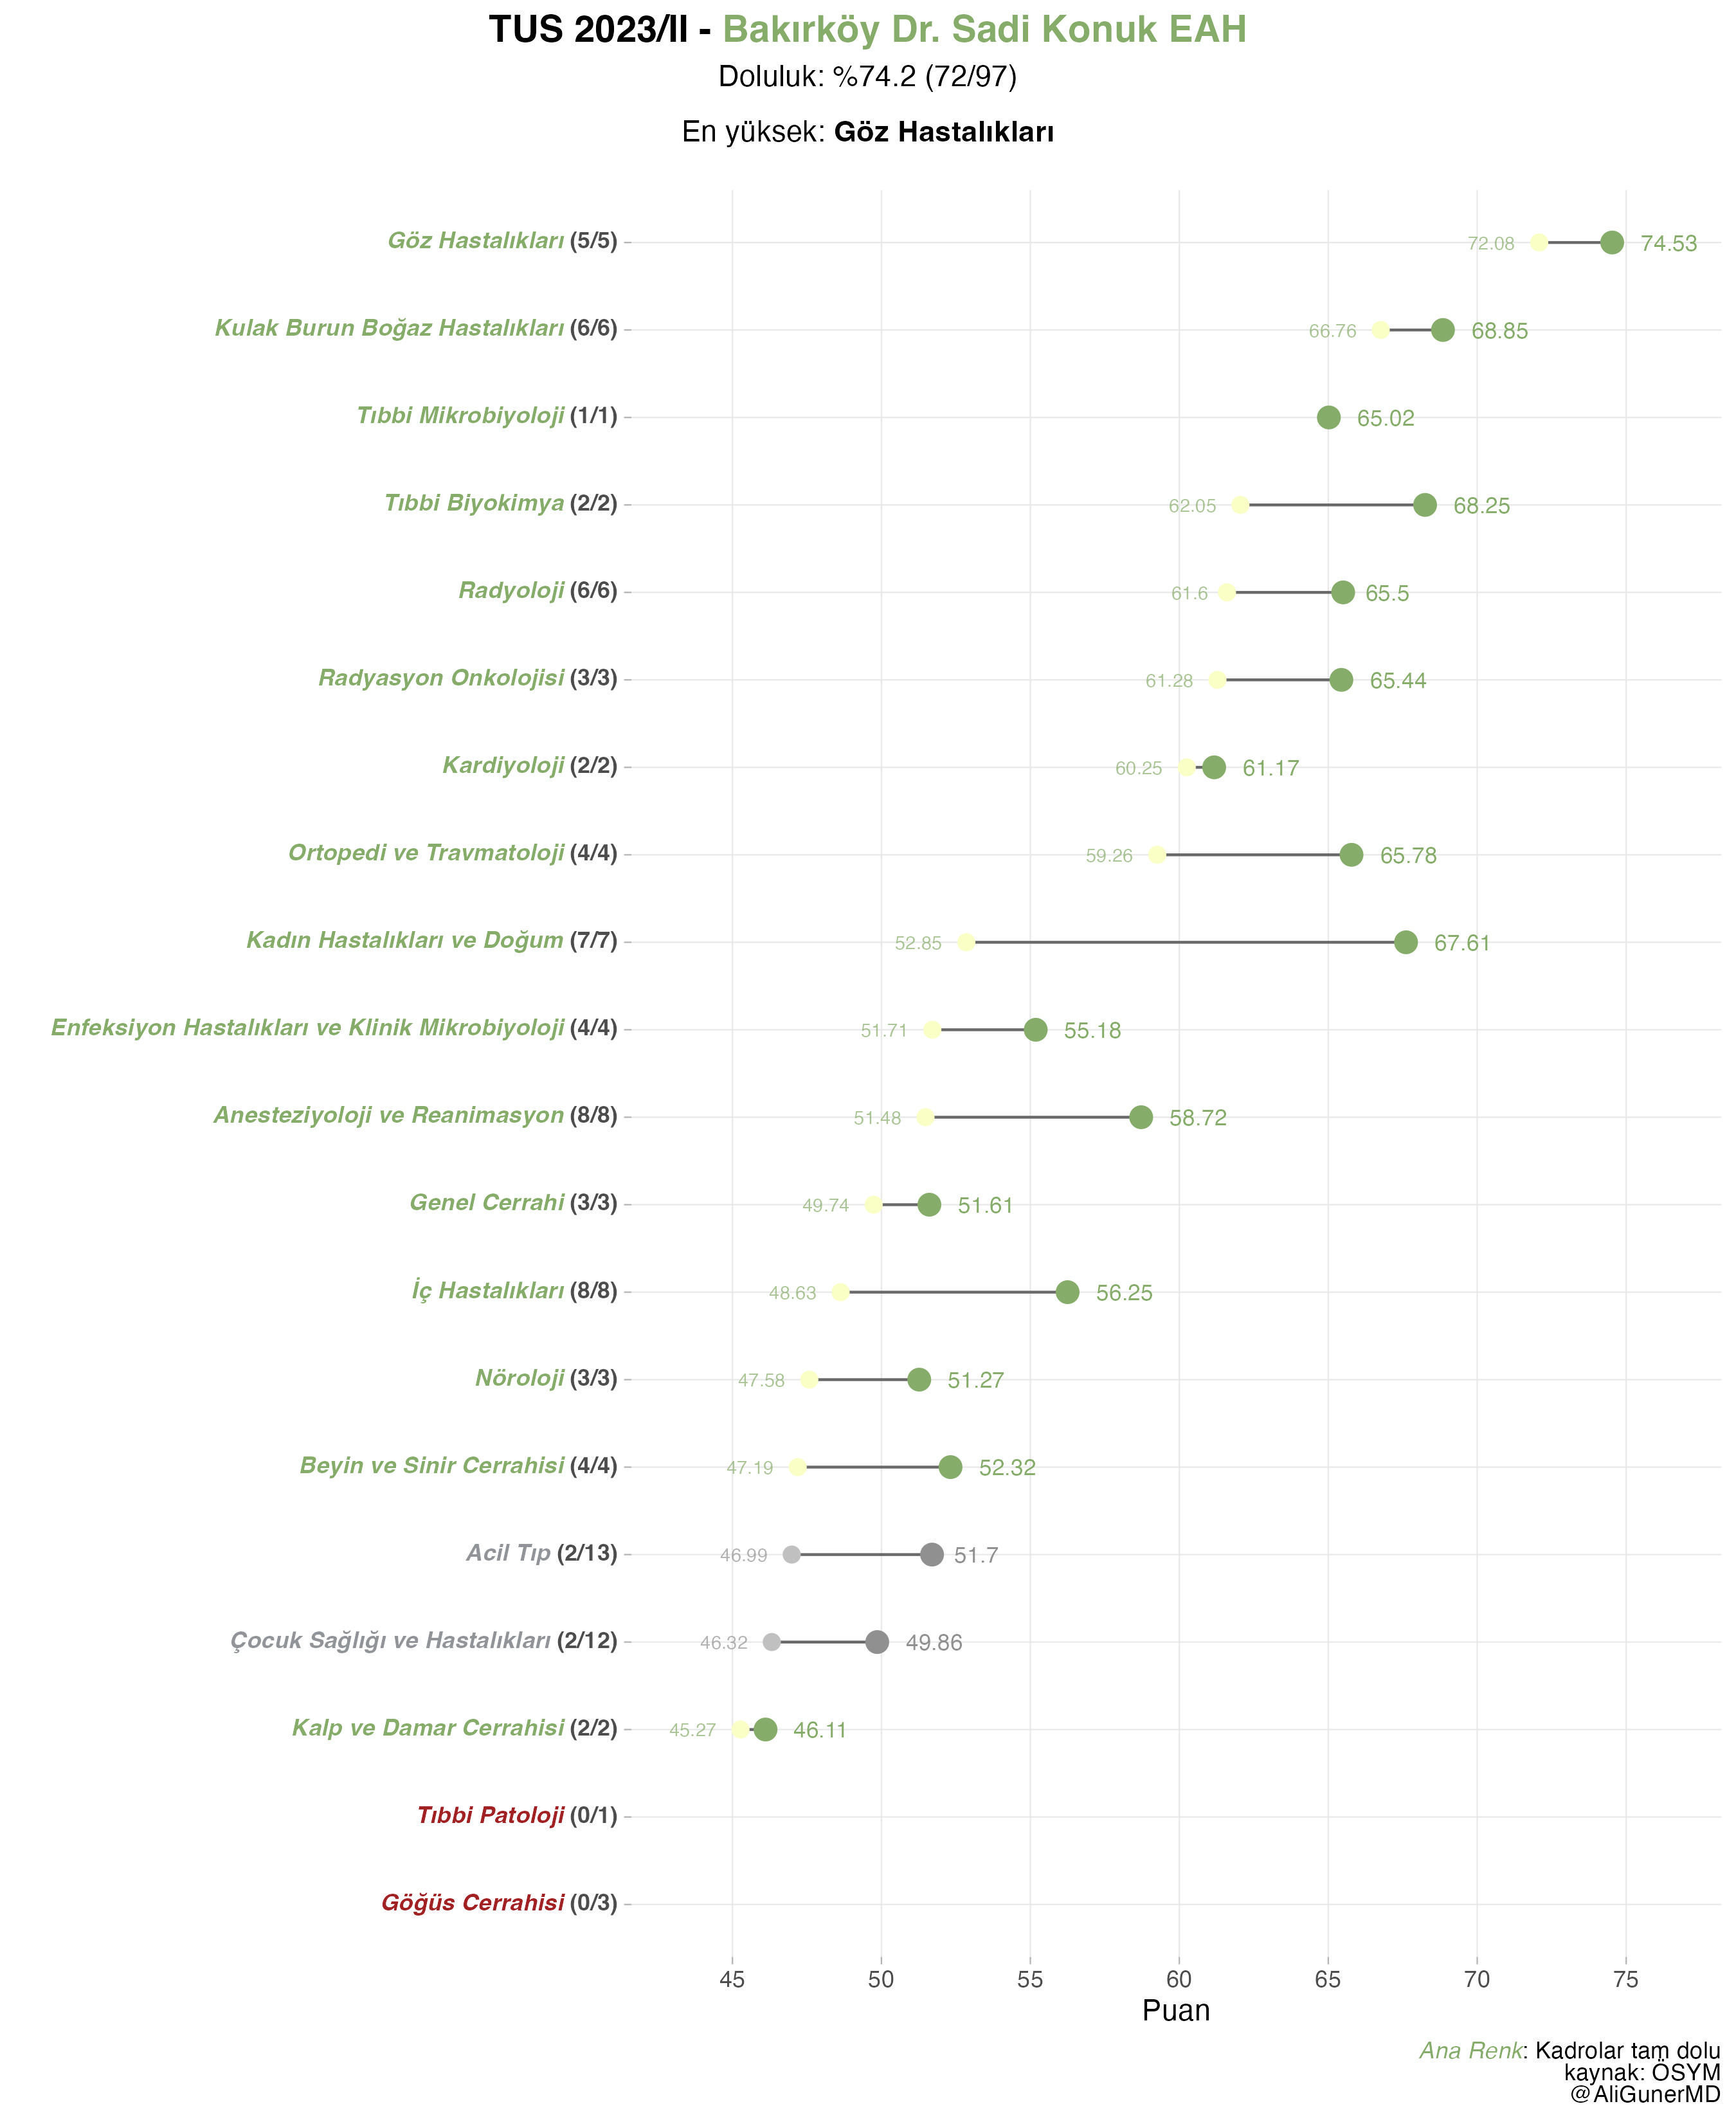 TUS 2023/II - Bakırköy Dr. Sadi Konuk EAH
Doluluk: %74.2 (72/97)
En yüksek: Göz Hastalıkları
Göz Hastalıkları (5/5) 72.08 74.53
Kulak Burun Boğaz Hastalıkları (6/6) 66.76 68.85
Tıbbi Mikrobiyoloji (1/1) 65.02
Tıbbi Biyokimya (2/2) 62.05 68.25
Radyoloji (6/6) 61.6 65.5
Radyasyon Onkolojisi (3/3) 61.28 65.44
Kardiyoloji (2/2) 60.25 61.17
Ortopedi ve Travmatoloji (4/4) 59.26 65.78
Kadın Hastalıkları ve Doğum (7/7) 52.85 67.61
Enfeksiyon Hastalıkları ve Klinik Mikrobiyoloji (4/4) 51.71 55.18
Anesteziyoloji ve Reanimasyon (8/8) 51.48 58.72
Genel Cerrahi (3/3) 49.74 51.61
İç Hastalıkları (8/8) 48.63 56.25
Nöroloji (3/3) 47.58 51.27
Beyin ve Sinir Cerrahisi (4/4) 47.19 52.32
Acil Tıp (2/13) 46.99 51.7
Çocuk Sağlığı ve Hastalıkları (2/12) 46.32 49.86
Kalp ve Damar Cerrahisi (2/2) 45.27 46.11
Tıbbi Patoloji (0/1)
Göğüs Cerrahisi (0/3)
45 50 55 60 65 70 75
Puan
Ana Renk: Kadrolar tam dolu
kaynak: ÖSYM
@AliGunerMD